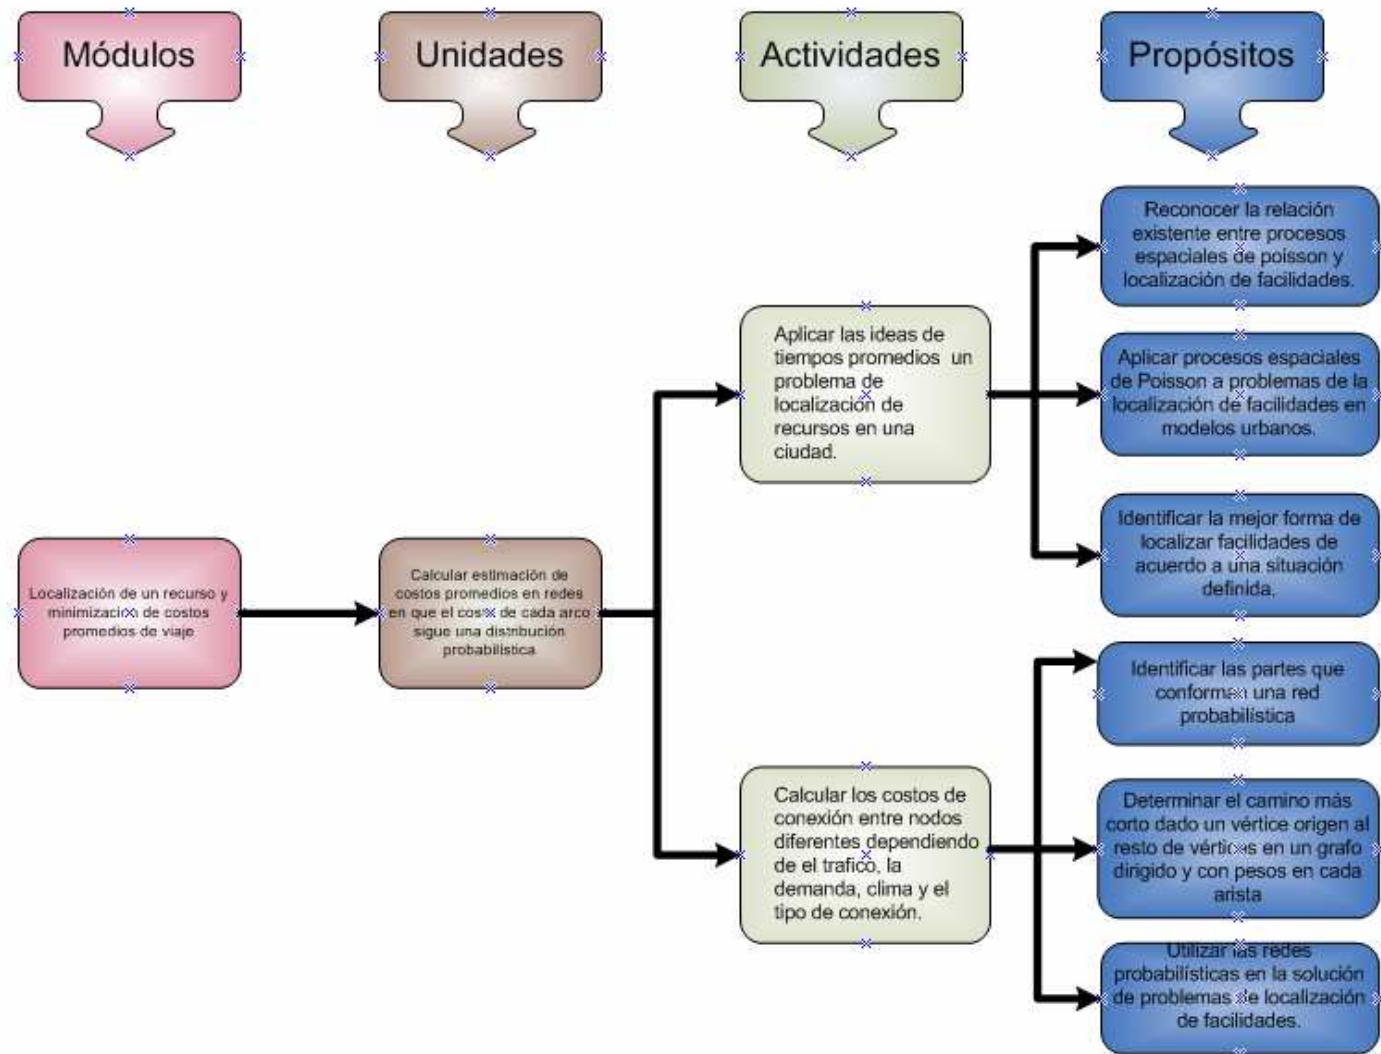 Módulos
Unidades
Actividades
Propósitos
Localización de un recurso y
minimización de costos
promedios de viaje
Calcular estimación de
costos promedios en redes
en que el costo de cada arco
sigue una distribución
probabilística
Aplicar las ideas de
tiempos promedios un
problema de
localización de
recursos en una
ciudad.
Reconocer la relación
existente entre procesos
espaciales de poisson y
localización de facilidades.
Aplicar procesos espaciales
de Poisson a problemas de la
localización de facilidades en
modelos urbanos.
Identificar la mejor forma de
localizar facilidades de
acuerdo a una situación
definida.
Calcular los costos de
conexión entre nodos
diferentes dependiendo
de el trafico, la
demanda, clima y el
tipo de conexión.
Identificar las partes que
conforman una red
probabilística
Determinar el camino más
corto dado un vértice origen al
resto de vértices en un grafo
dirigido y con pesos en cada
arista
Utilizar las redes
probabilísticas en la solución
de problemas de localización
de facilidades.